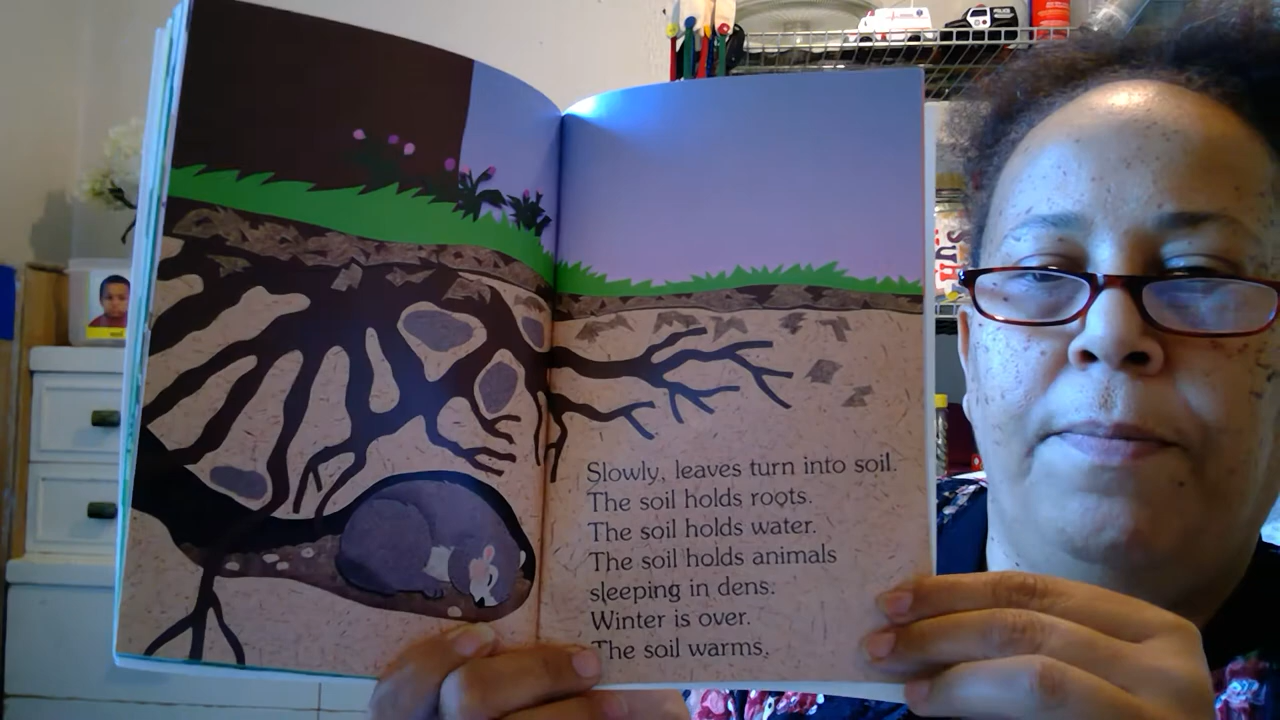 Slowly, leaves turn into soil.
The soil holds roots.
The soil holds water.
The soil holds animals
sleeping in dens.
Winter is over.
The soil warms.